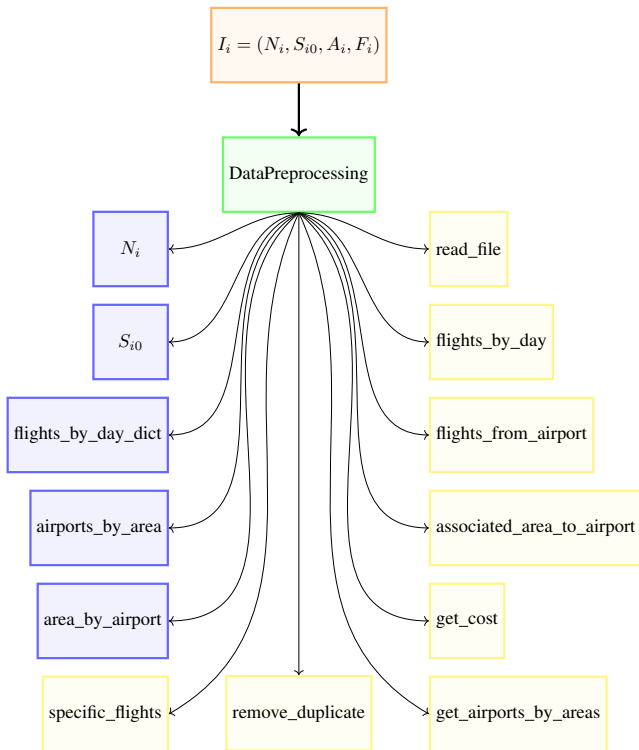 I_i = (N_i, S_{i0}, A_i, F_i)
DataPreprocessing
N_i
read_file
S_{i0}
flights_by_day
flights_by_day_dict
flights_from_airport
airports_by_area
associated_area_to_airport
area_by_airport
get_cost
specific_flights
remove_duplicate
get_airports_by_areas